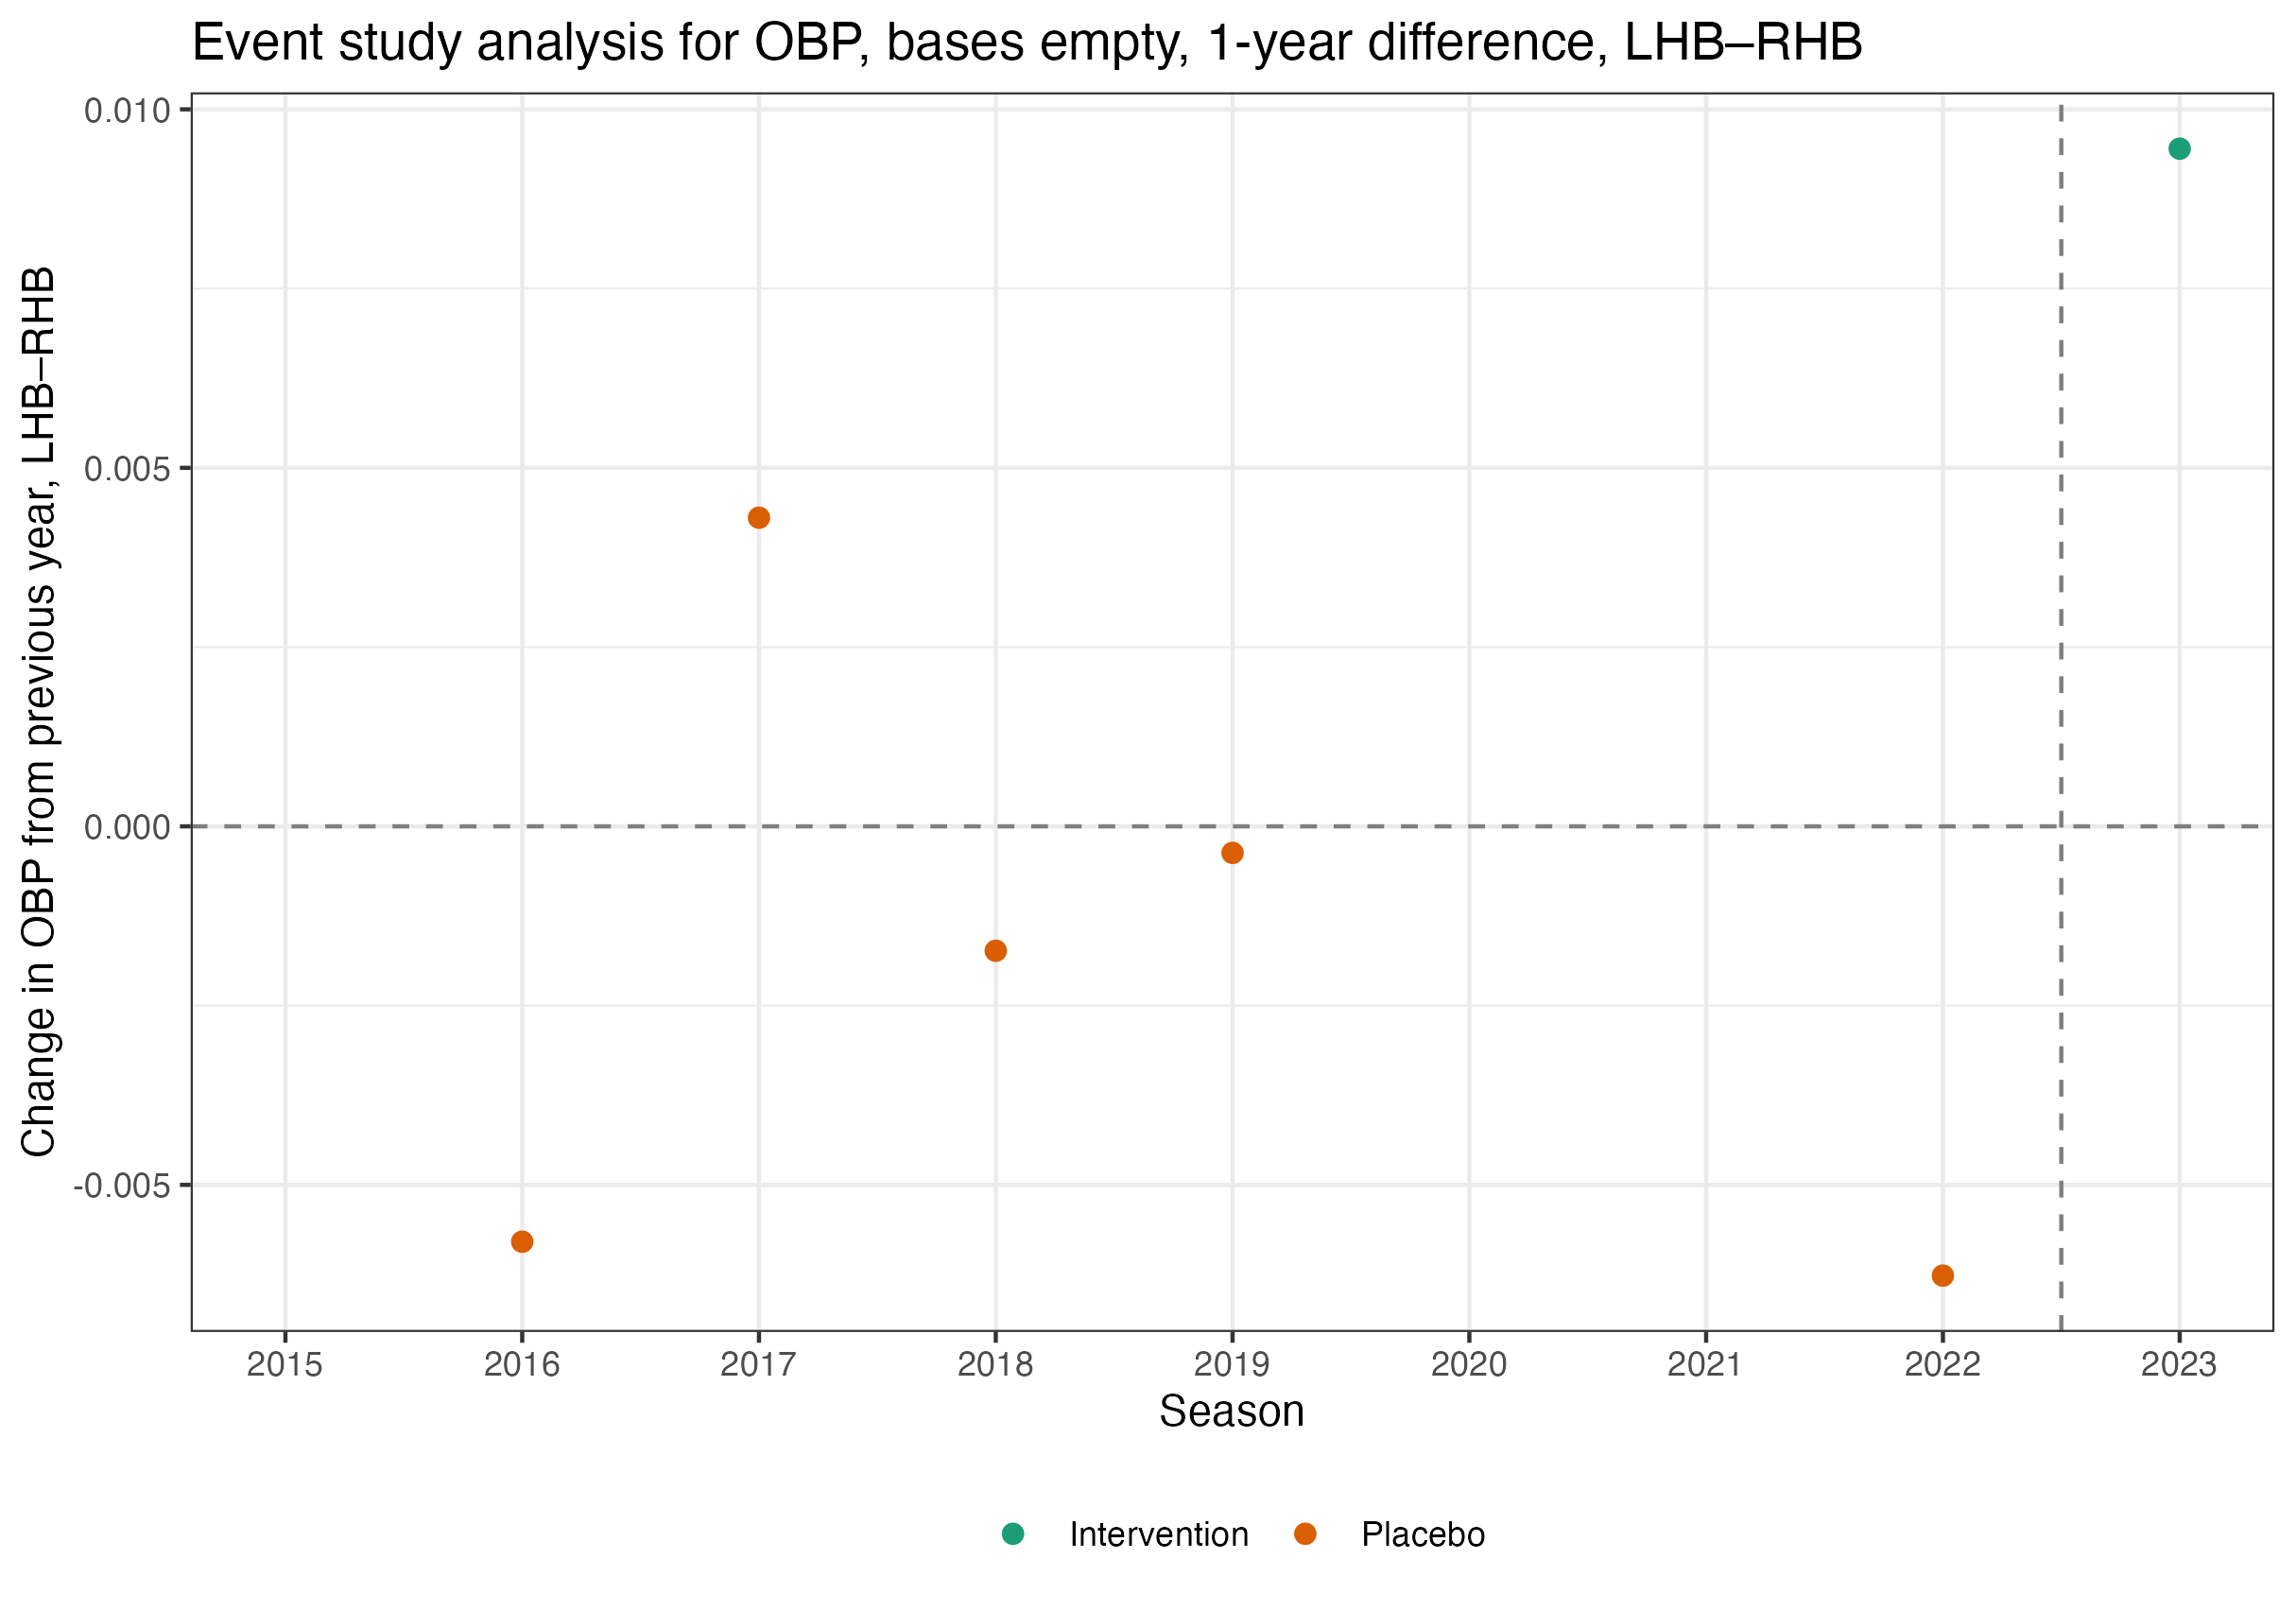 Event study analysis for OBP, bases empty, 1-year difference, LHB–RHB
Change in OBP from previous year, LHB–RHB
0.010
0.005
0.000
-0.005
2015 2016 2017 2018 2019 2020 2021 2022 2023
Season
Intervention Placebo